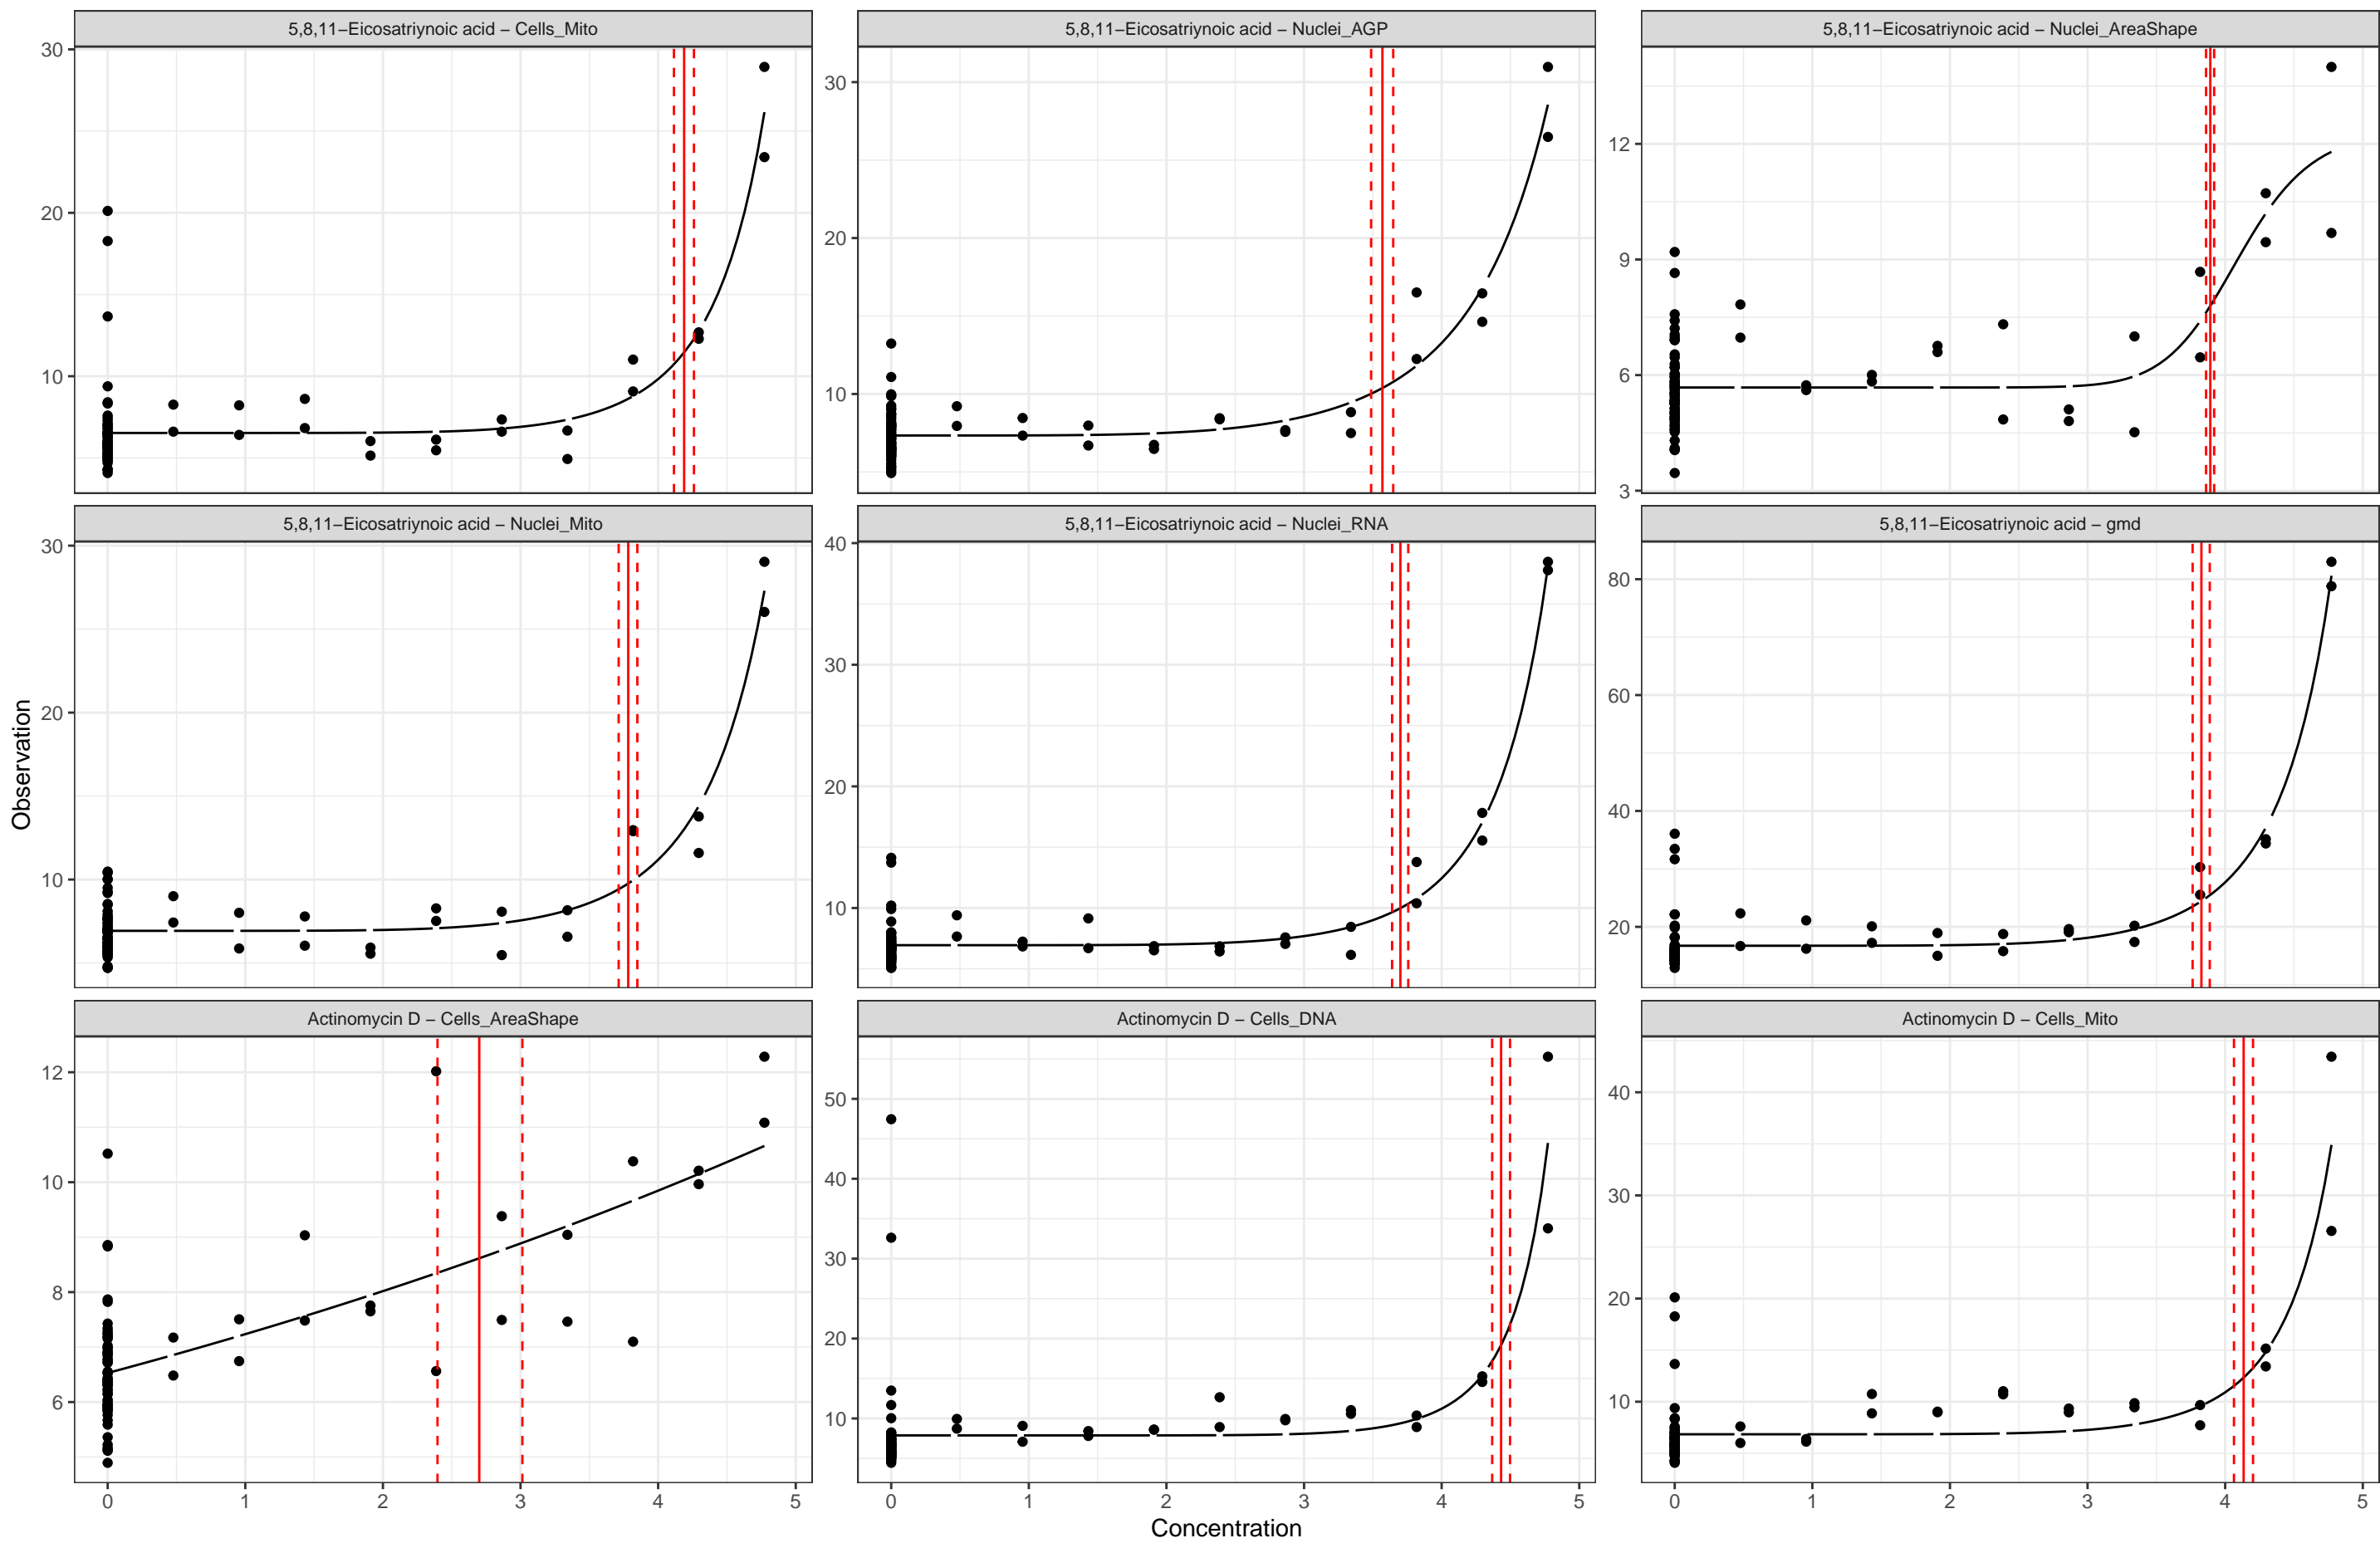 5,8,11−Eicosatriynoic acid − Cells_Mito
5,8,11−Eicosatriynoic acid − Nuclei_AGP
5,8,11−Eicosatriynoic acid − Nuclei_AreaShape
30
20
10
30
20
10
12
9
6
3
5,8,11−Eicosatriynoic acid − Nuclei_Mito
5,8,11−Eicosatriynoic acid − Nuclei_RNA
5,8,11−Eicosatriynoic acid − gmd
30
20
10
40
30
20
10
80
60
40
20
Observation
Actinomycin D − Cells_AreaShape
Actinomycin D − Cells_DNA
Actinomycin D − Cells_Mito
12
10
8
6
50
40
30
20
10
40
30
20
10
0 1 2 3 4 5
0 1 2 3 4 5
0 1 2 3 4 5
Concentration